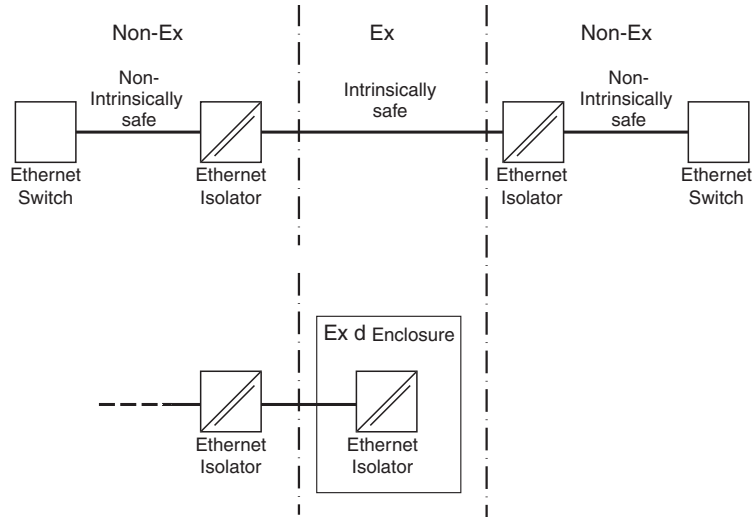 Non-Ex
Ex
Non-Ex
Non-
Intrinsically
safe
Intrinsically
safe
Non-
Intrinsically
safe
Ethernet
Switch
Ethernet
Isolator
Ethernet
Isolator
Ethernet
Switch
Ex d Enclosure
Ethernet
Isolator
Ethernet
Isolator